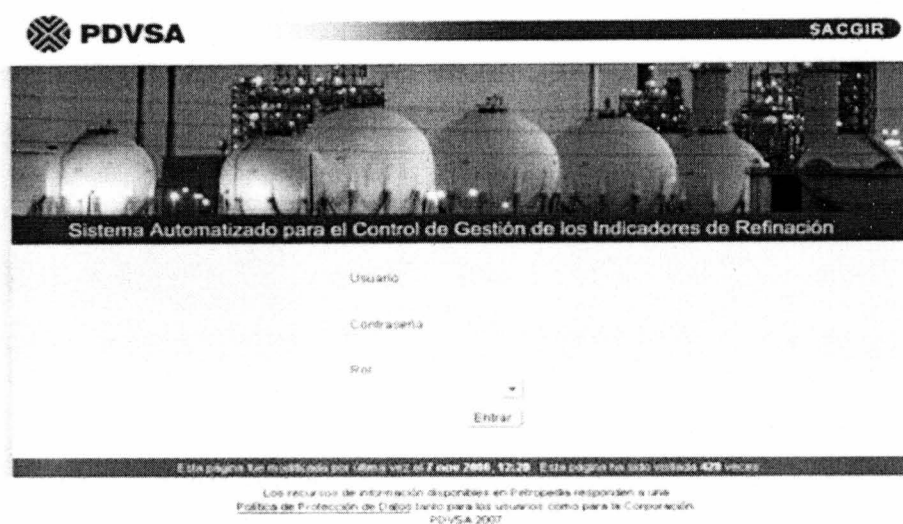 PDVSA
SACGIR
Sistema Automatizado para el Control de Gestión de los Indicadores de Refinación
Usuario
Contraseña
Rol
Entrar
Esta página fue modificada por última vez el 7 nov 2008, 12:20 Esta página ha sido visitada 429 veces
Los recursos de información disponibles en Petropedia responden a una
Política de Protección de Datos tanto para los usuarios como para la Corporación
PDVSA 2007